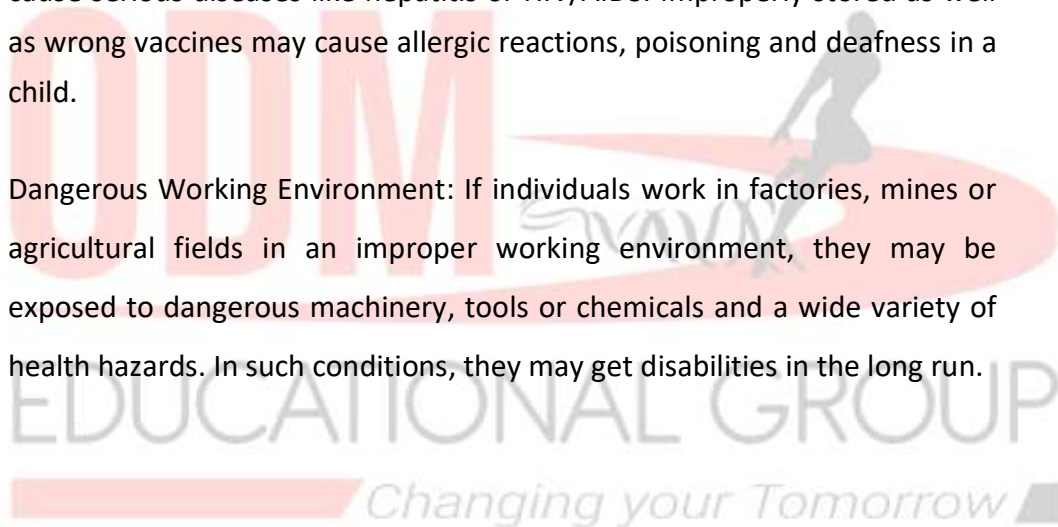 as wrong vaccines may cause allergic reactions, poisoning and deafness in a
child.
Dangerous Working Environment: If individuals work in factories, mines or
agricultural fields in an improper working environment, they may be
exposed to dangerous machinery, tools or chemicals and a wide variety of
health hazards. In such conditions, they may get disabilities in the long run.
ODM
EDUCATIONAL GROUP
Changing your Tomorrow